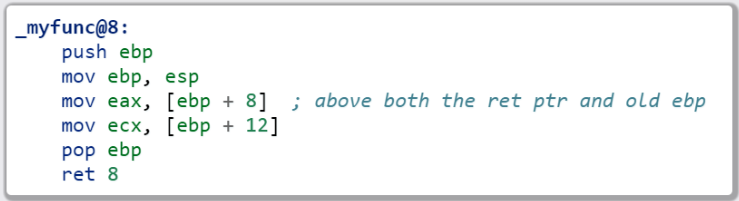 _myfunc@8:
    push ebp
    mov ebp, esp
    mov eax, [ebp + 8]  ; above both the ret ptr and old ebp
    mov ecx, [ebp + 12]
    pop ebp
    ret 8